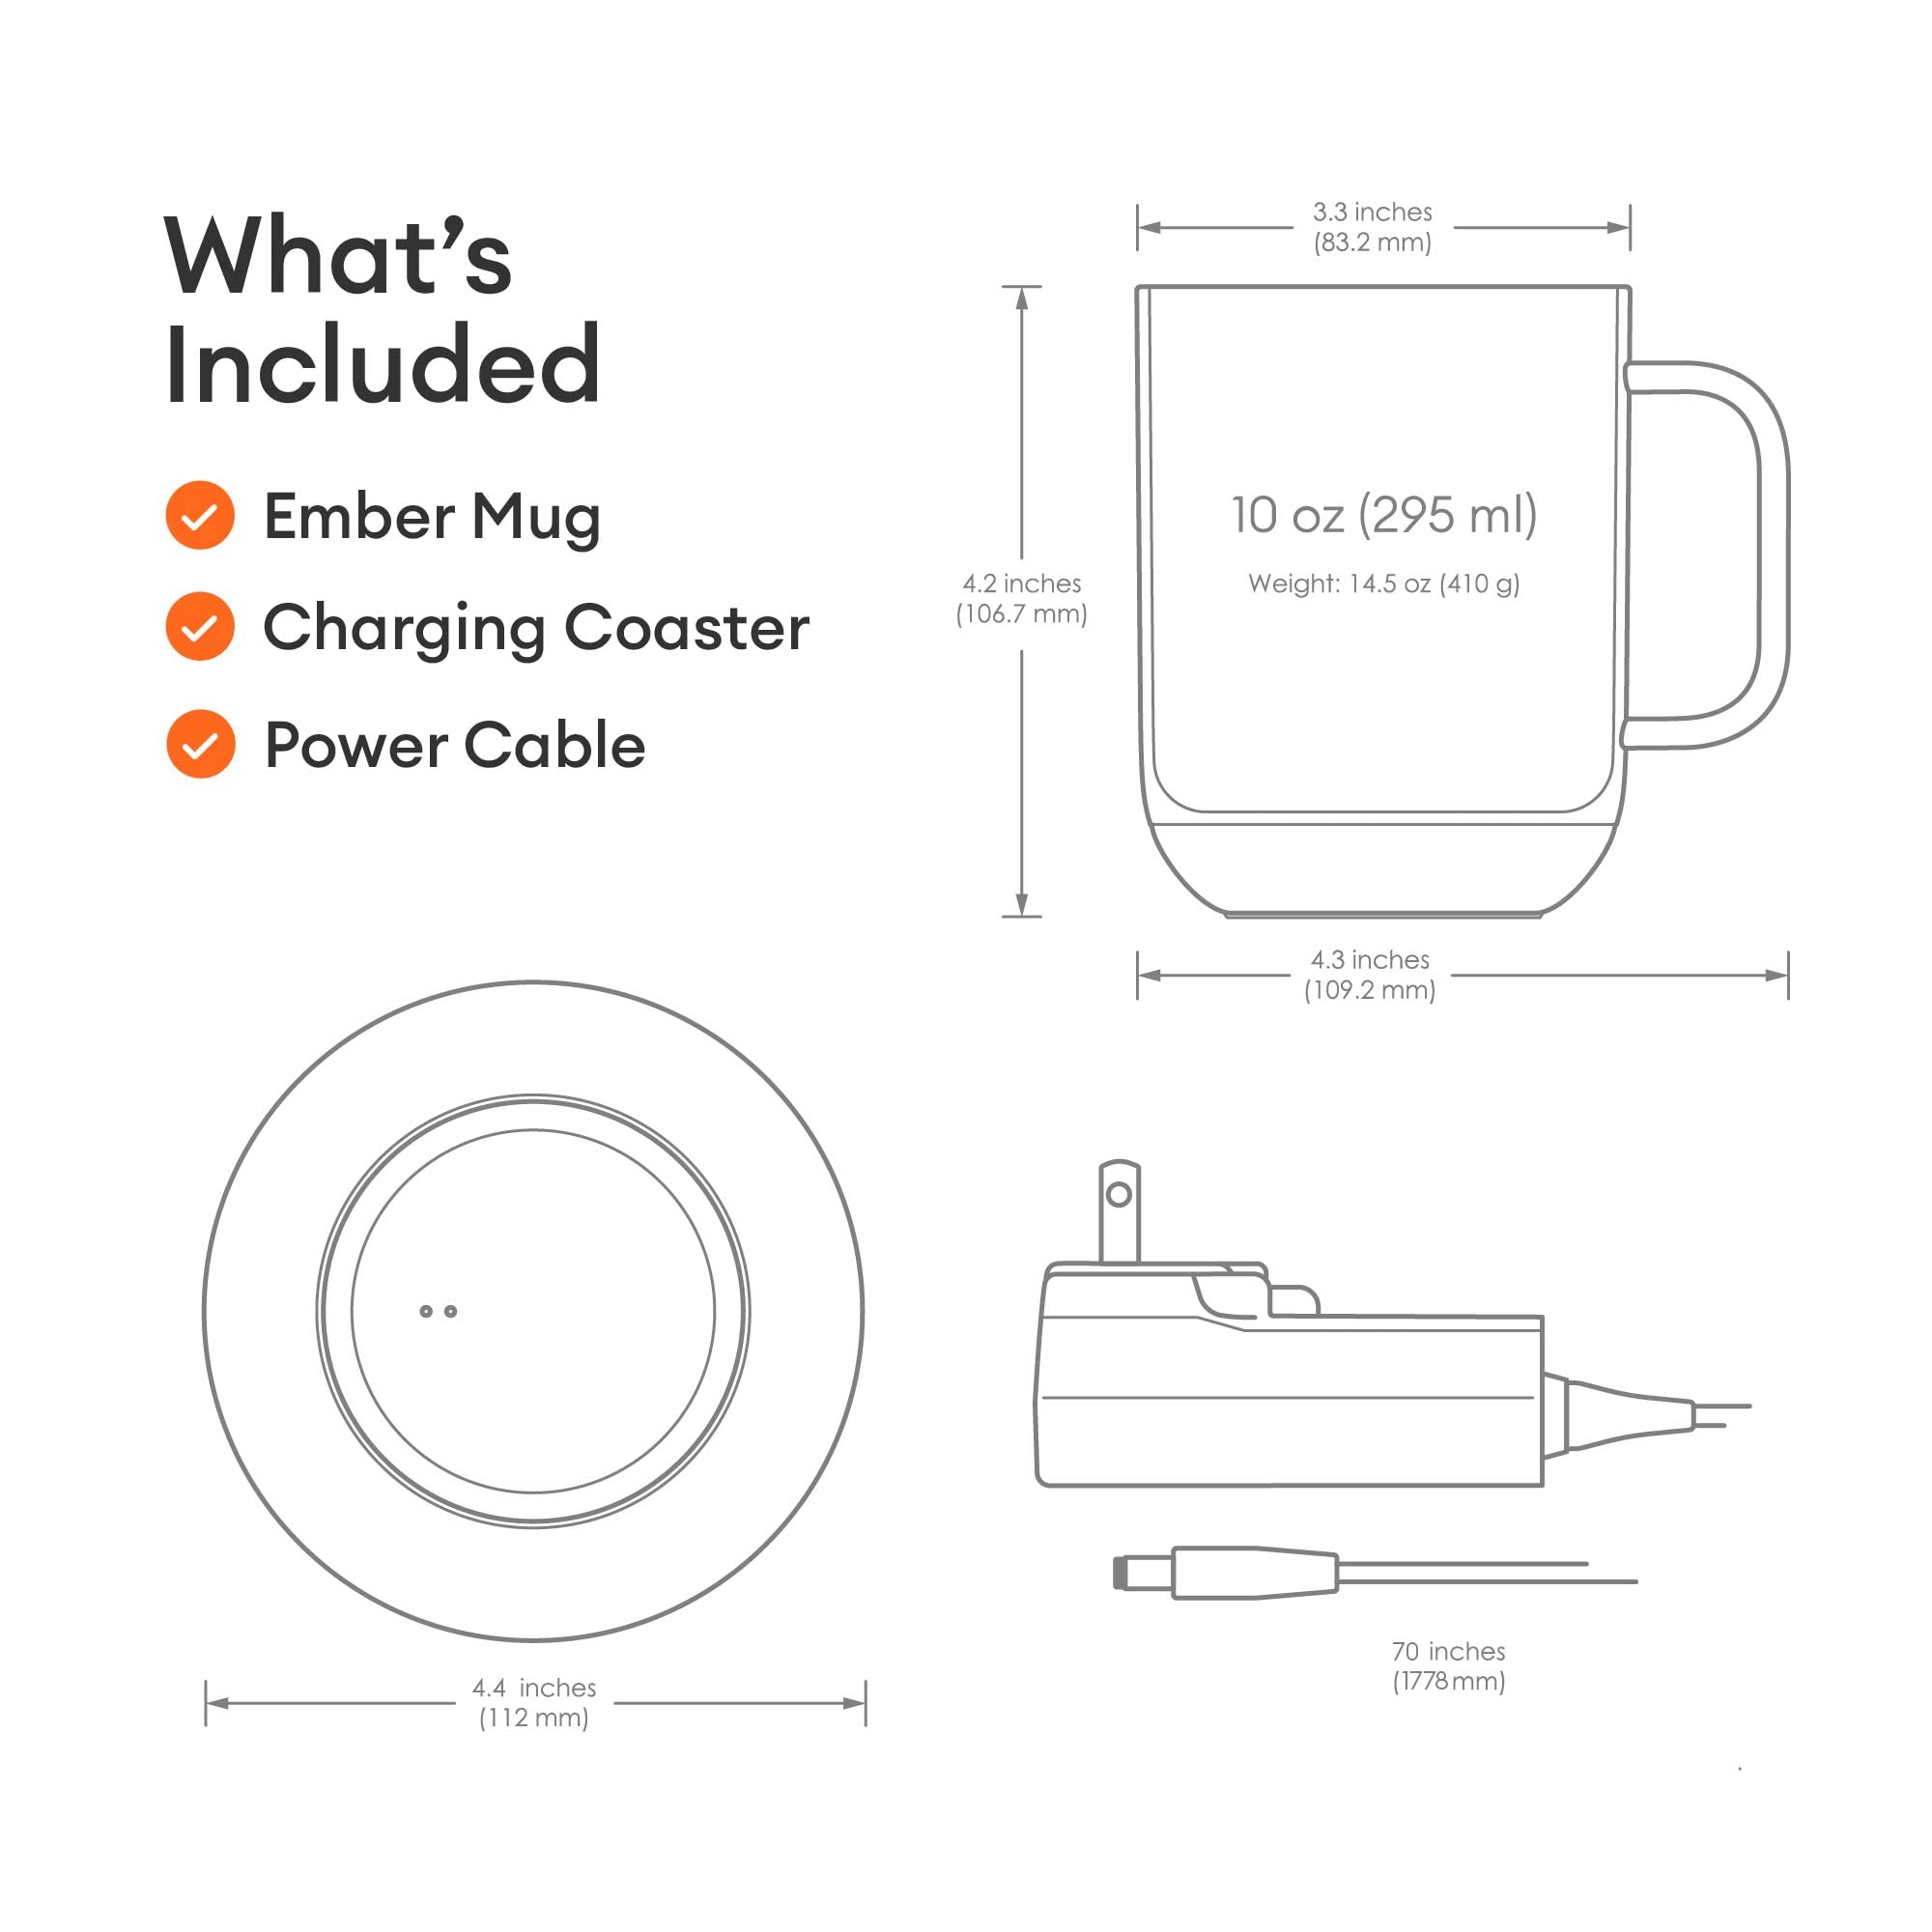 What's
Included
Ember Mug
Charging Coaster
Power Cable
3.3 inches
(83.2 mm)
10 oz (295 ml)
Weight: 14.5 oz (410 g)
4.2 inches
(106.7 mm)
4.3 inches
(109.2 mm)
4.4 inches
(112 mm)
70 inches
(1778 mm)